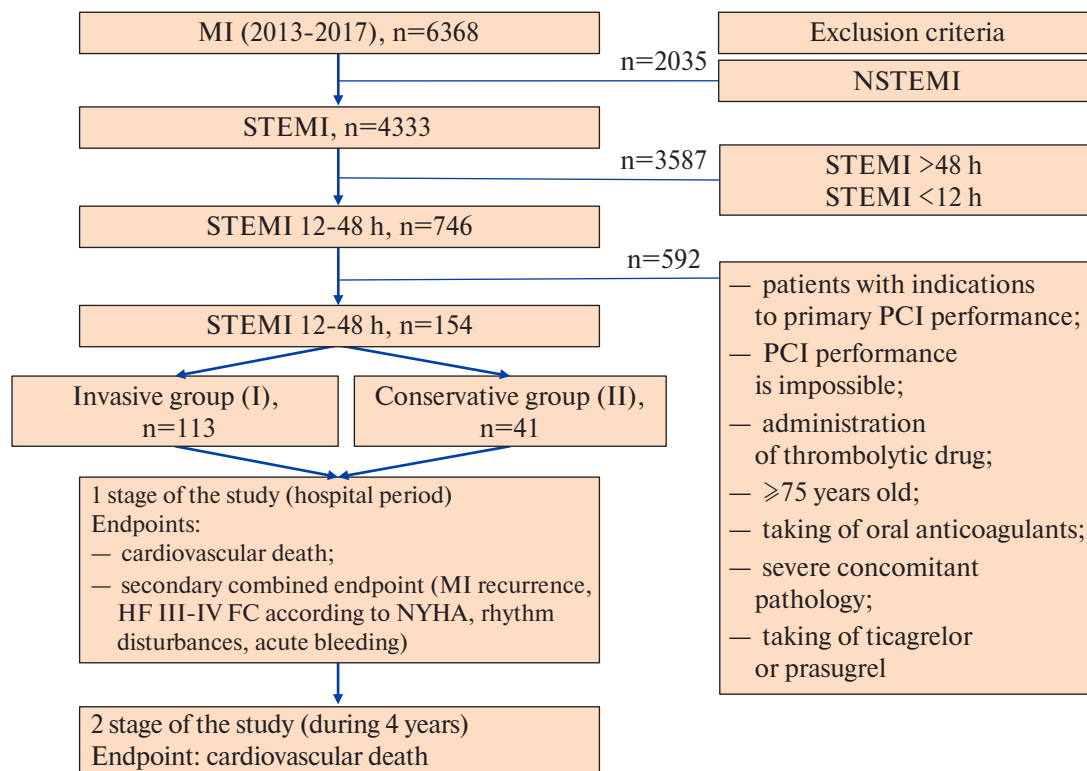 MI (2013-2017), n=6368
Exclusion criteria
n=2035
NSTEMI
STEMI, n=4333
n=3587
STEMI >48 h
STEMI <12 h
STEMI 12-48 h, n=746
n=592
— patients with indications
to primary PCI performance;
— PCI performance
is impossible;
— administration
of thrombolytic drug;
— ⩾75 years old;
— taking of oral anticoagulants;
— severe concomitant
pathology;
— taking of ticagrelor
or prasugrel
STEMI 12-48 h, n=154
Invasive group (I),
n=113
Conservative group (II),
n=41
1 stage of the study (hospital period)
Endpoints:
— cardiovascular death;
— secondary combined endpoint (MI recurrence,
HF III-IV FC according to NYHA, rhythm
disturbances, acute bleeding)
2 stage of the study (during 4 years)
Endpoint: cardiovascular death